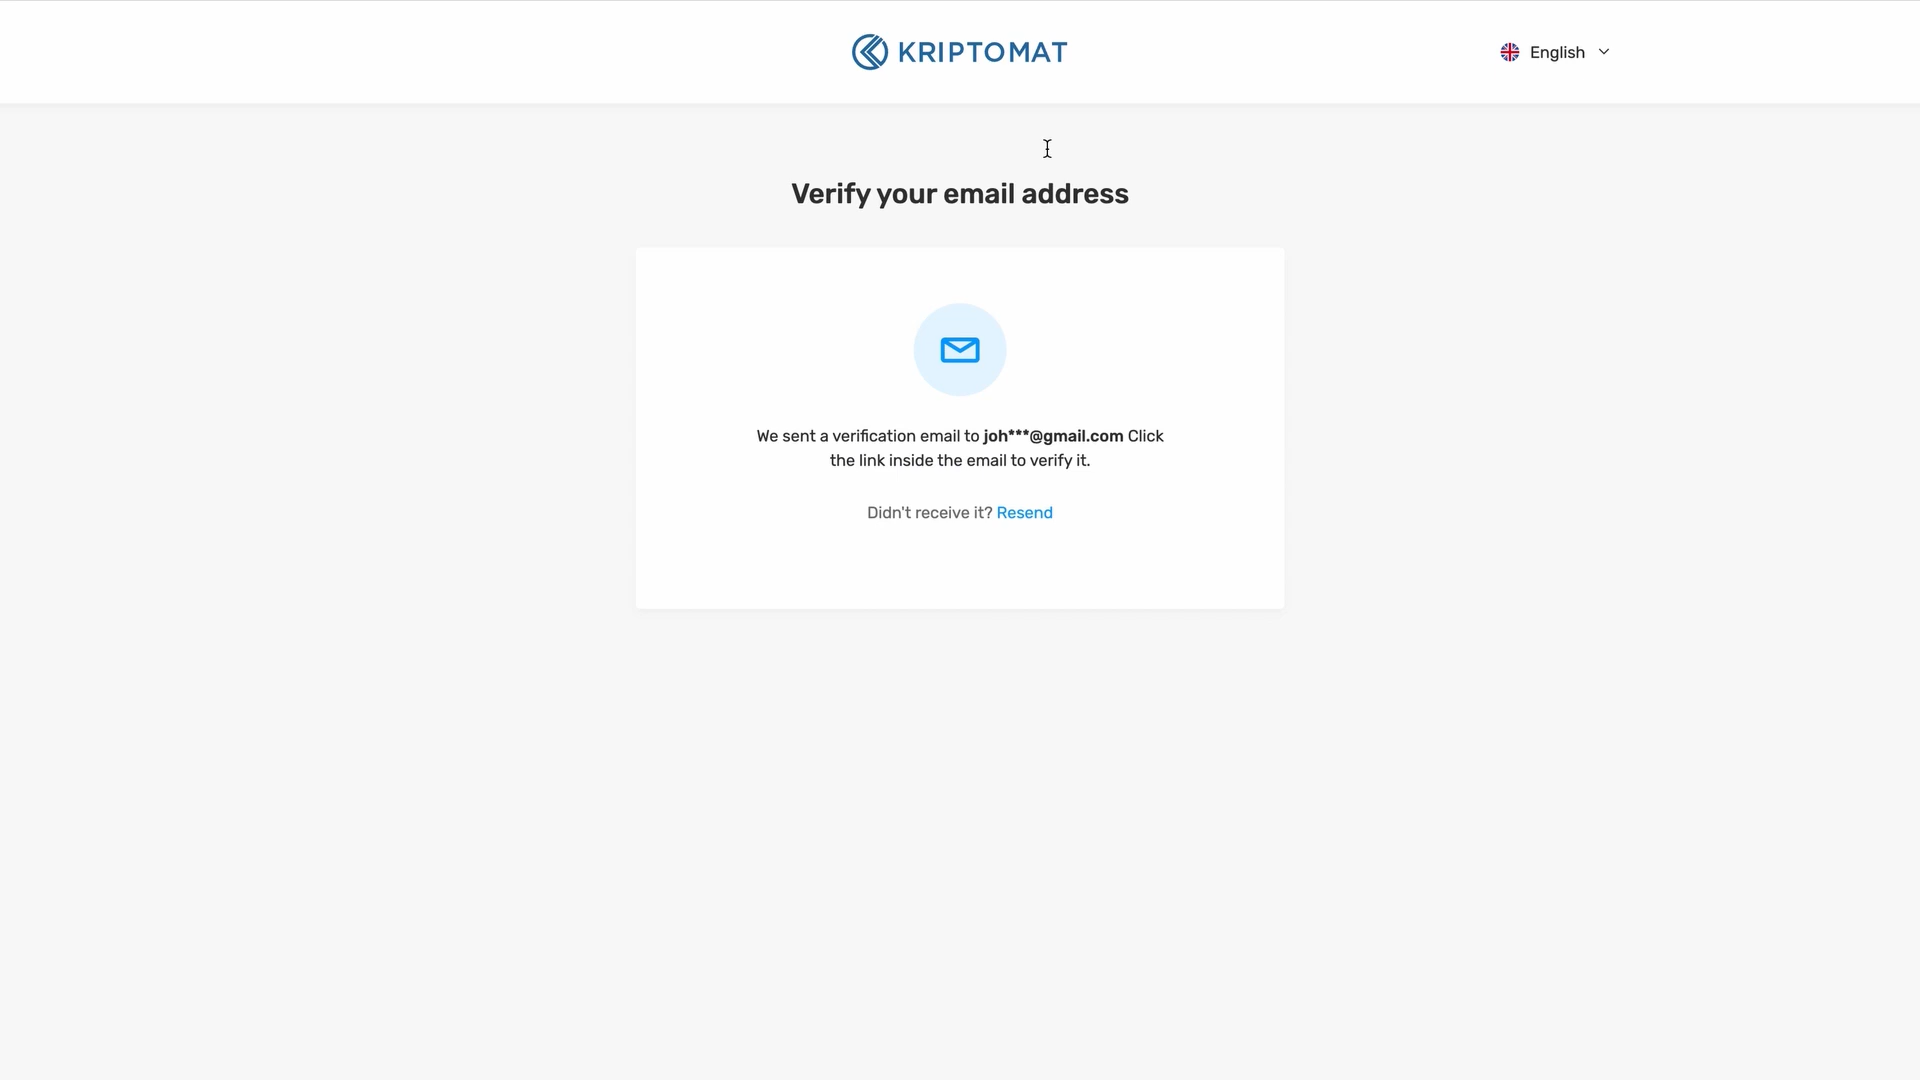 KRIPTOMAT
English
Verify your email address
We sent a verification email to joh***@gmail.com Click
the link inside the email to verify it.
Didn't receive it? Resend